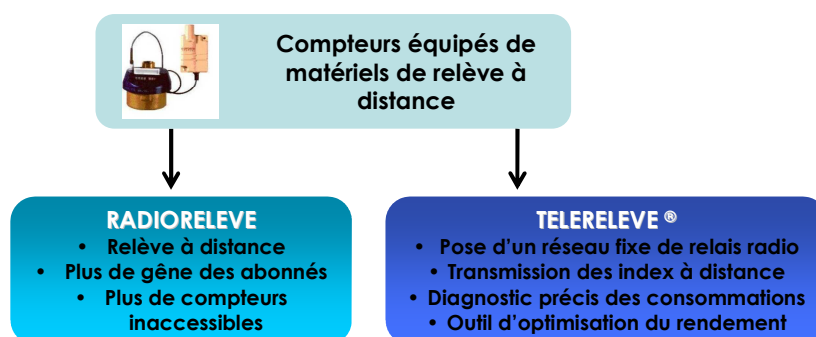 Compteurs équipés de
matériels de relève à
distance
RADIORELEVE
• Relève à distance
• Plus de gêne des abonnés
• Plus de compteurs
inaccessibles
TELERELEVE ®
• Pose d'un réseau fixe de relais radio
• Transmission des index à distance
• Diagnostic précis des consommations
• Outil d'optimisation du rendement